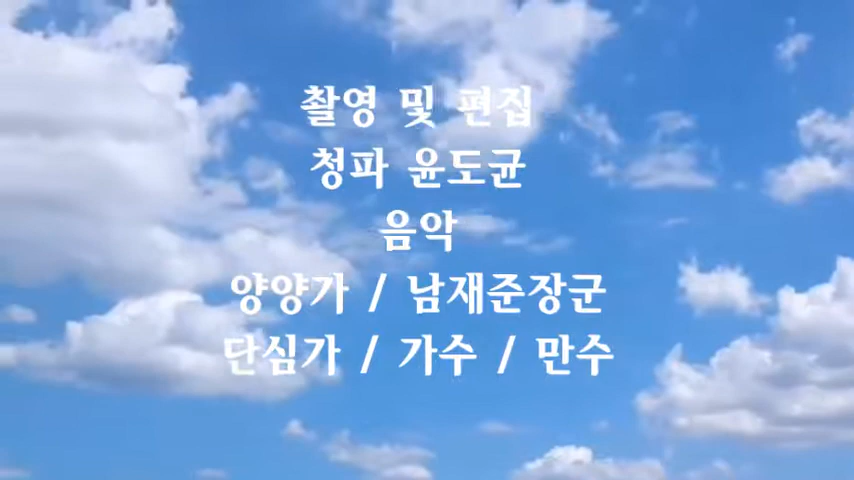 촬영 및 편집
청파 윤도균
음악
양양가 / 남재준장군
단심가 / 가수 / 만수